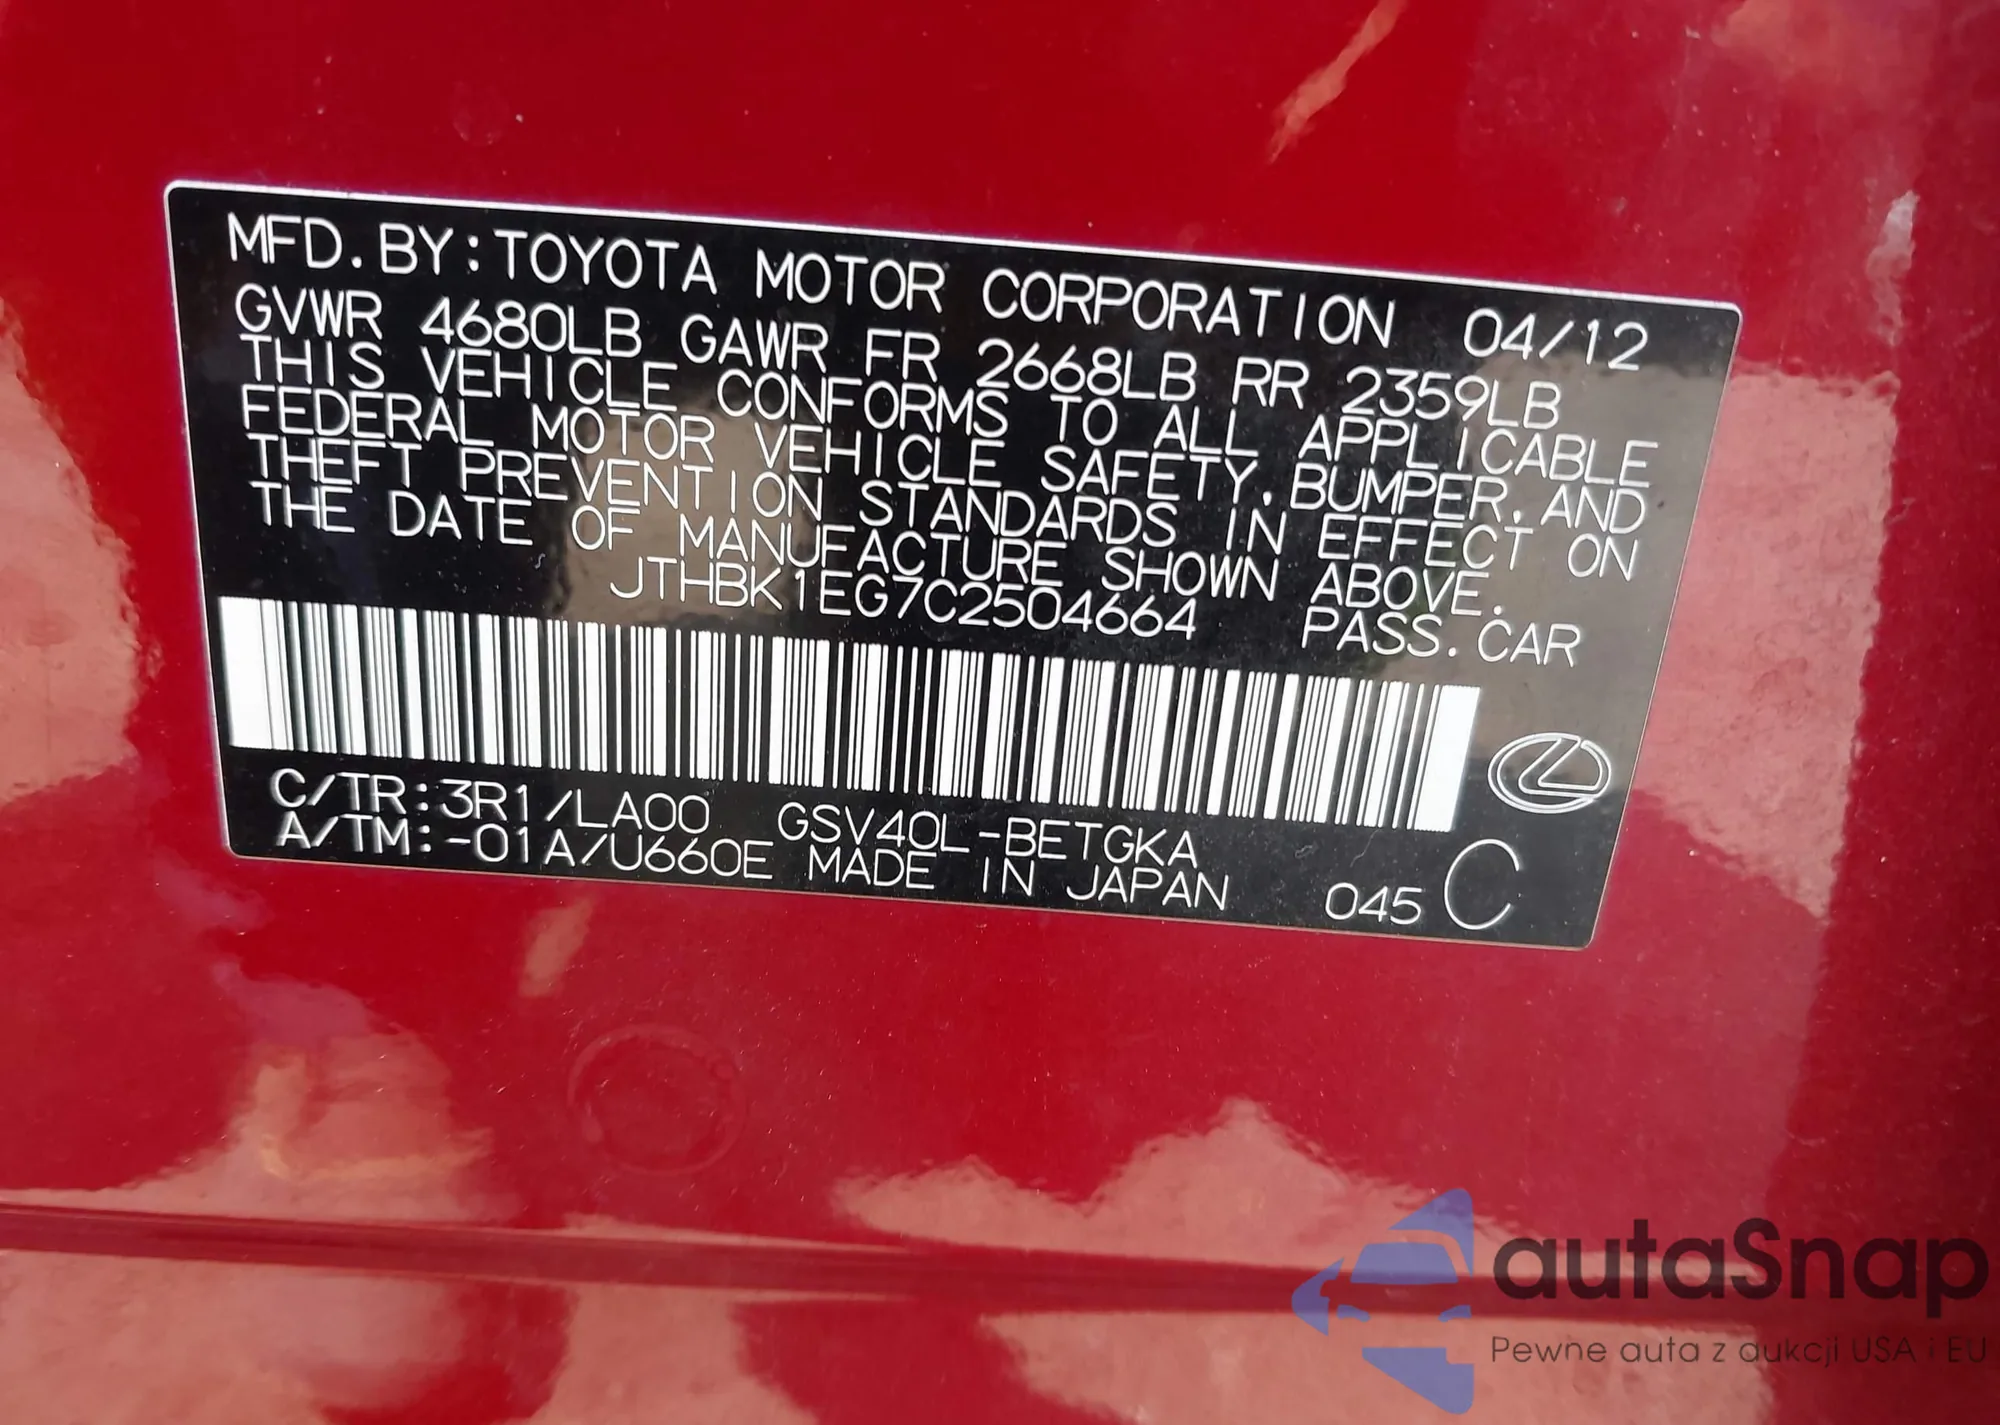 MFD.BY:TOYOTA MOTOR CORPORATION 04/12
GVWR 4680LB GAWR FR 2668LB RR 2359LB
THIS VEHICLE CONFORMS TO ALL APPLICABLE
FEDERAL MOTOR VEHICLE SAFETY,BUMPER,AND
THEFT PREVENTION STANDARDS IN EFFECT ON
THE DATE OF MANUFACTURE SHOWN ABOVE.
JTHBK1EG7C2504664 PASS.CAR
C/TR:3R1/LA00 GSV40L-BETGKA
A/TM:-01A/U660E MADE IN JAPAN 045 C
autaSnap
Pewne auta z aukcji USA i EU